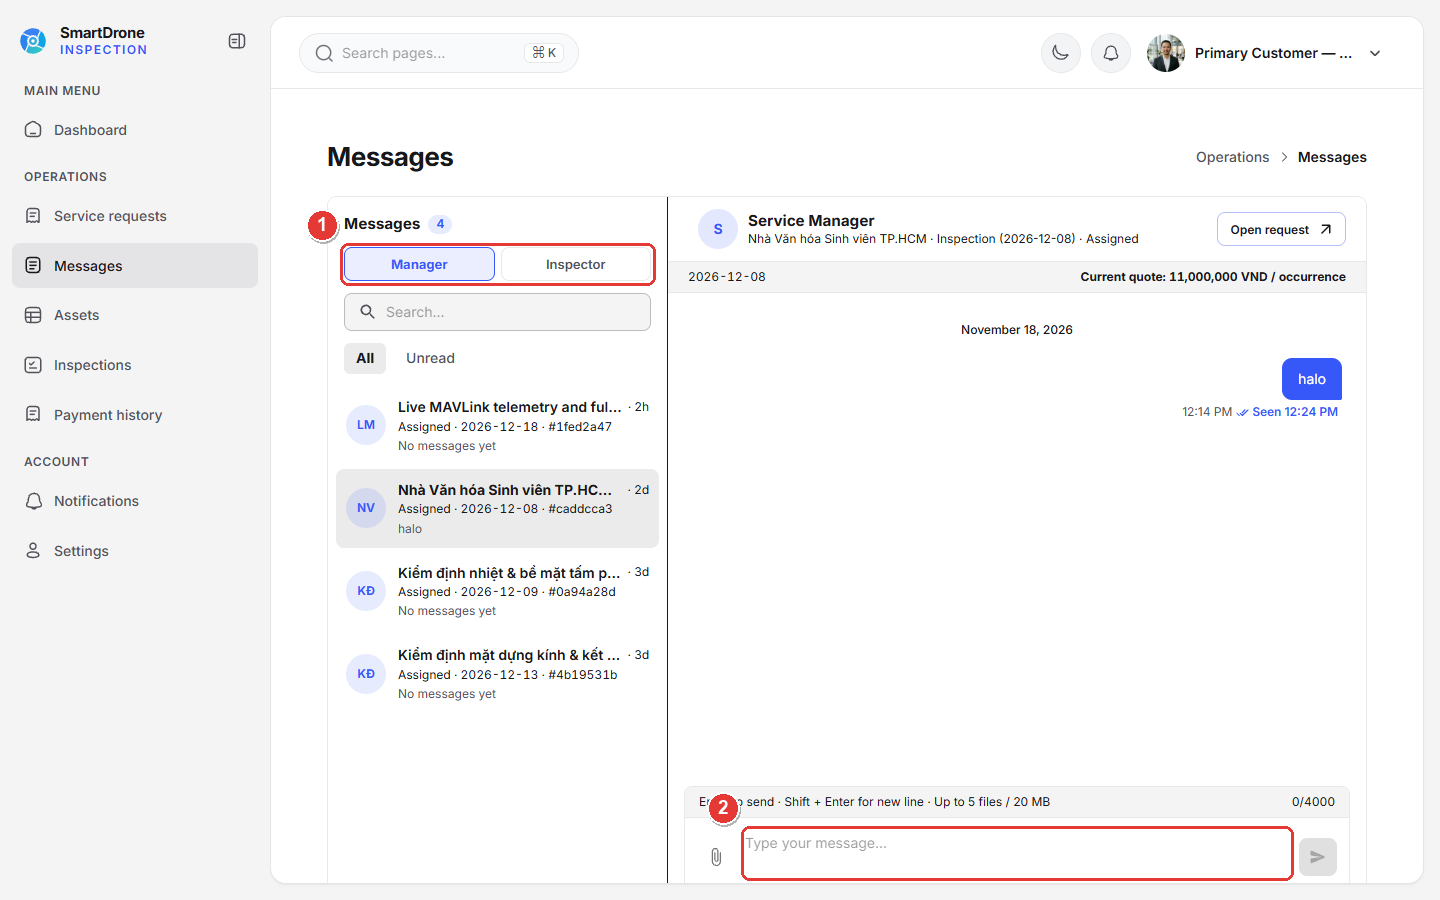 SmartDrone
INSPECTION
MAIN MENU
Dashboard
OPERATIONS
Service requests
Messages
Assets
Inspections
Payment history
ACCOUNT
Notifications
Settings
Search pages...
⌘ K
Primary Customer — ...
Messages
Operations > Messages
1
Messages 4
Manager
Inspector
Search...
All
Unread
LM
Live MAVLink telemetry and ful... · 2h
Assigned · 2026-12-18 · #1fed2a47
No messages yet
NV
Nhà Văn hóa Sinh viên TP.HC... · 2d
Assigned · 2026-12-08 · #caddcca3
halo
KĐ
Kiểm định nhiệt & bề mặt tấm p... · 3d
Assigned · 2026-12-09 · #0a94a28d
No messages yet
KĐ
Kiểm định mặt dựng kính & kết ... · 3d
Assigned · 2026-12-13 · #4b19531b
No messages yet
S
Service Manager
Nhà Văn hóa Sinh viên TP.HCM · Inspection (2026-12-08) · Assigned
Open request
2026-12-08
Current quote: 11,000,000 VND / occurrence
November 18, 2026
halo
12:14 PM Seen 12:24 PM
2
send · Shift + Enter for new line · Up to 5 files / 20 MB
0/4000
Type your message...